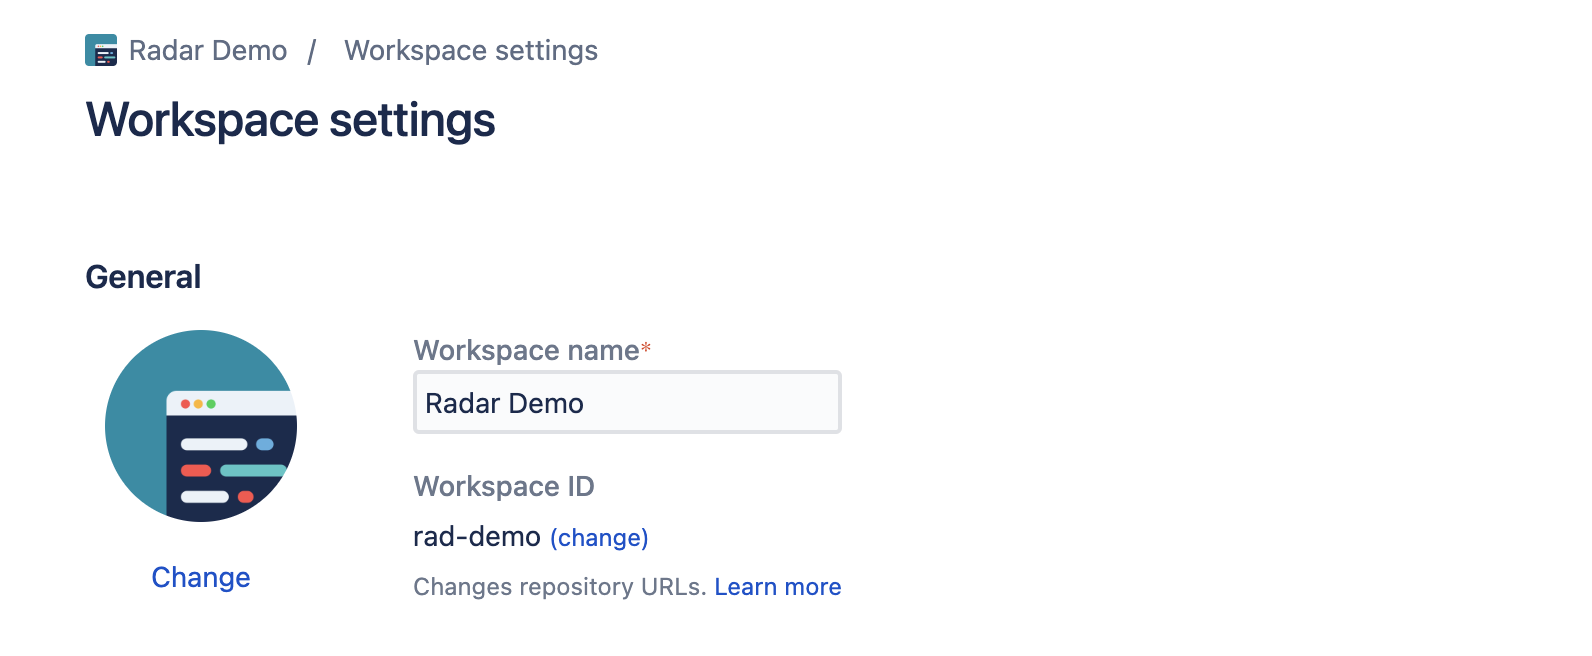 Radar Demo / Workspace settings
Workspace settings
General
Workspace name*
Radar Demo
Workspace ID
rad-demo (change)
Change
Changes repository URLs. Learn more